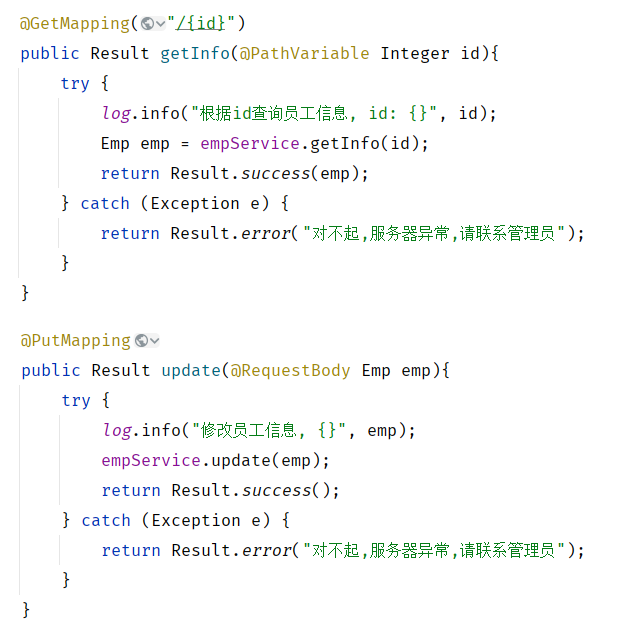 @GetMapping("/{id}")
public Result getInfo(@PathVariable Integer id){
    try {
        log.info("根据id查询员工信息, id: {}", id);
        Emp emp = empService.getInfo(id);
        return Result.success(emp);
    } catch (Exception e) {
        return Result.error("对不起,服务器异常,请联系管理员");
    }
}
@PutMapping
public Result update(@RequestBody Emp emp){
    try {
        log.info("修改员工信息, {}", emp);
        empService.update(emp);
        return Result.success();
    } catch (Exception e) {
        return Result.error("对不起,服务器异常,请联系管理员");
    }
}